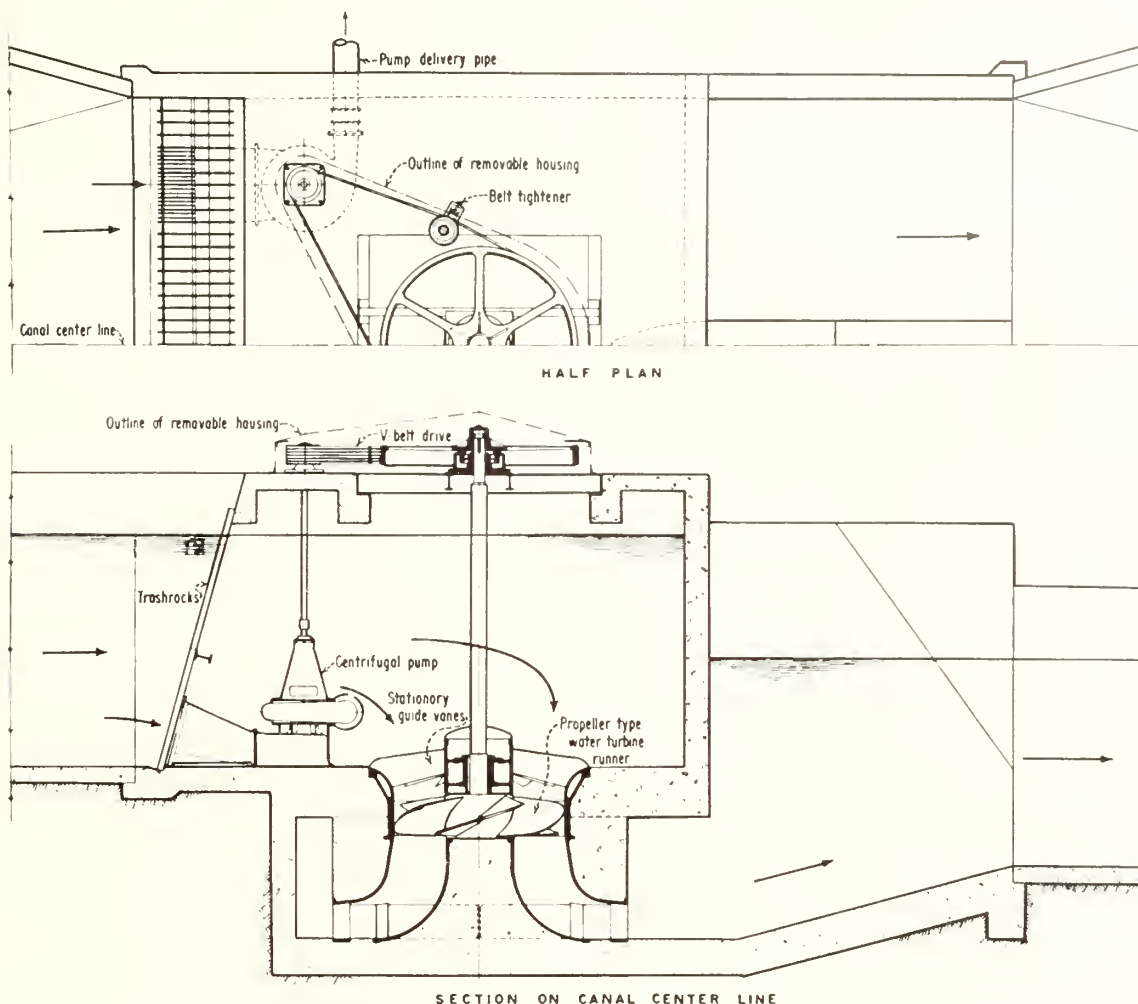 Pump delivery pipe
Outline of removable housing
Belt tightener
Canal center line
HALF PLAN
Outline of removable housing
V-belt drive
Trashracks
Centrifugal pump
Stationary
guide vanes
Propeller type
water turbine
runner
SECTION ON CANAL CENTER LINE